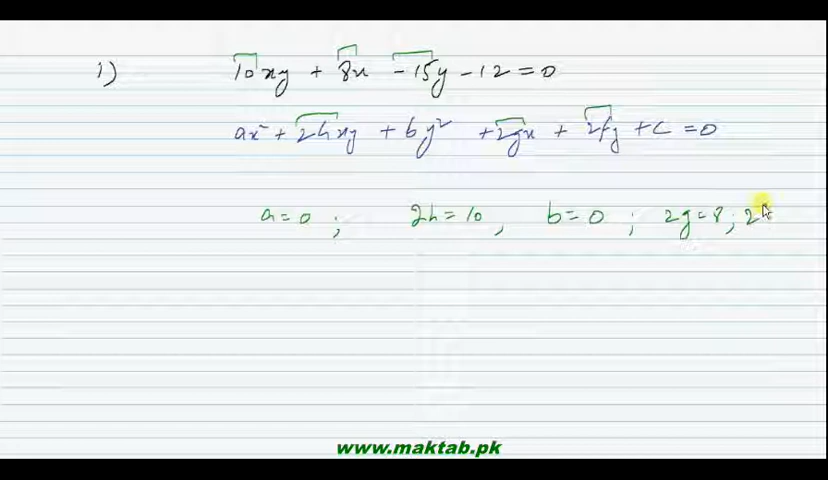 1) 10xy + 8x - 15y - 12 = 0
ax² + 2hxy + by² + 2gx + 2fy + c = 0
a = 0 ; 2h = 10 , b = 0 ; 2g = 8 ; 2
www.maktab.pk